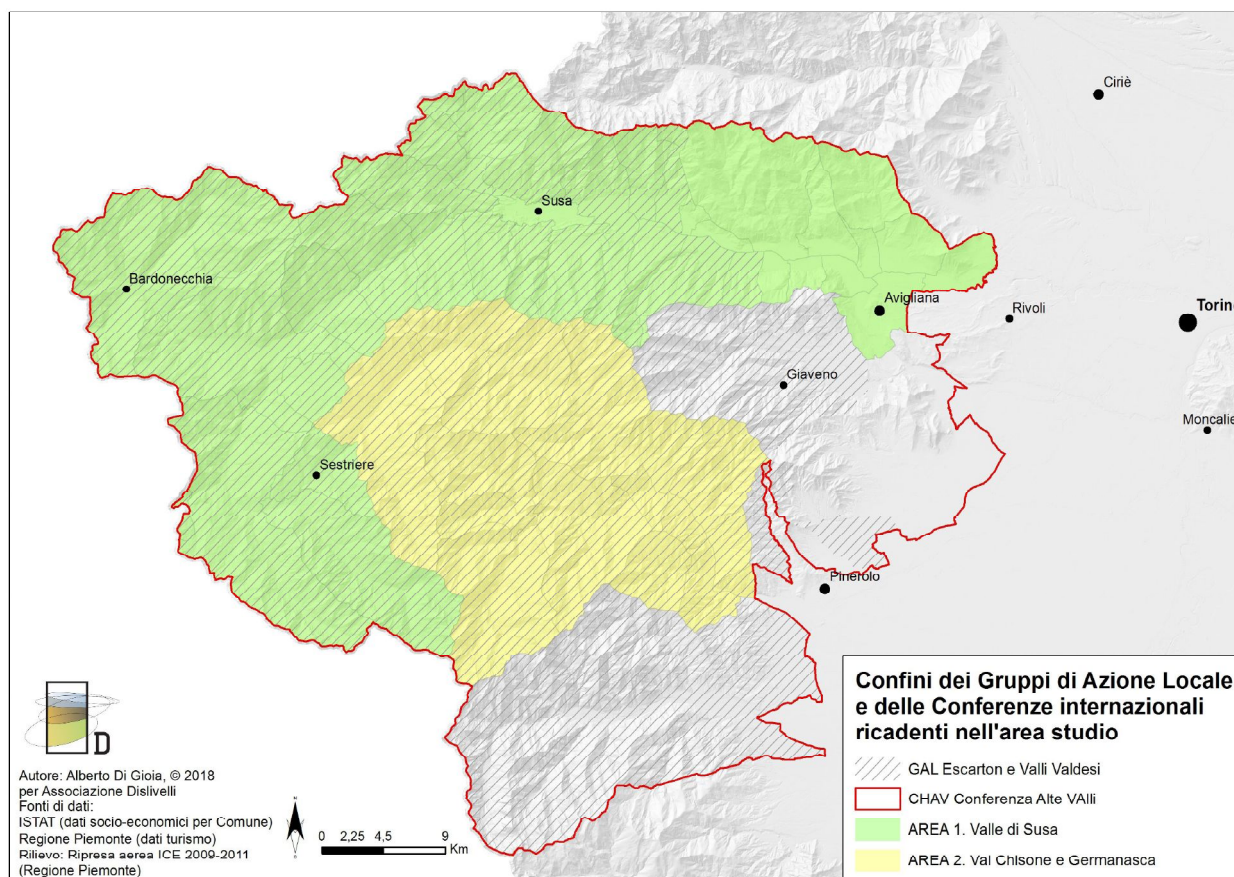 Ciriè
Susa
Bardonecchia
Avigliana
Rivoli
Torino
Giaveno
Moncalie
Sestriere
Pinerolo
Confini dei Gruppi di Azione Locale
e delle Conferenze internazionali
ricadenti nell'area studio
GAL Escarton e Valli Valdesi
CHAV Conferenza Alte VAlli
AREA 1. Valle di Susa
AREA 2. Val Chisone e Germanasca
D
Autore: Alberto Di Gioia, © 2018
per Associazione Dislivelli
Fonti di dati:
ISTAT (dati socio-economici per Comune)
Regione Piemonte (dati turismo)
Rilievo: Ripresa aerea ICE 2009-2011
(Regione Piemonte)
0 2,25 4,5 9
Km